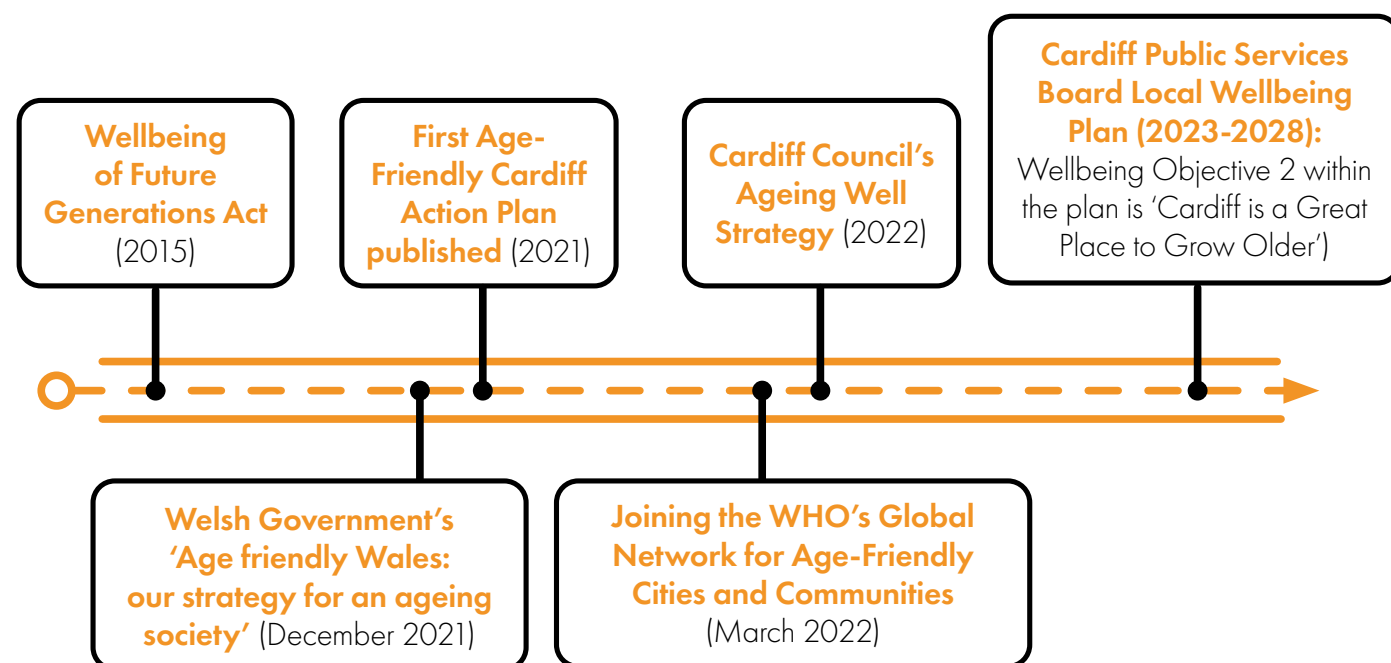 Wellbeing
of Future
Generations Act
(2015)
First Age-
Friendly Cardiff
Action Plan
published (2021)
Cardiff Council’s
Ageing Well
Strategy (2022)
Cardiff Public Services
Board Local Wellbeing
Plan (2023-2028):
Wellbeing Objective 2 within
the plan is ‘Cardiff is a Great
Place to Grow Older’)
Welsh Government’s
‘Age friendly Wales:
our strategy for an ageing
society’ (December 2021)
Joining the WHO’s Global
Network for Age-Friendly
Cities and Communities
(March 2022)